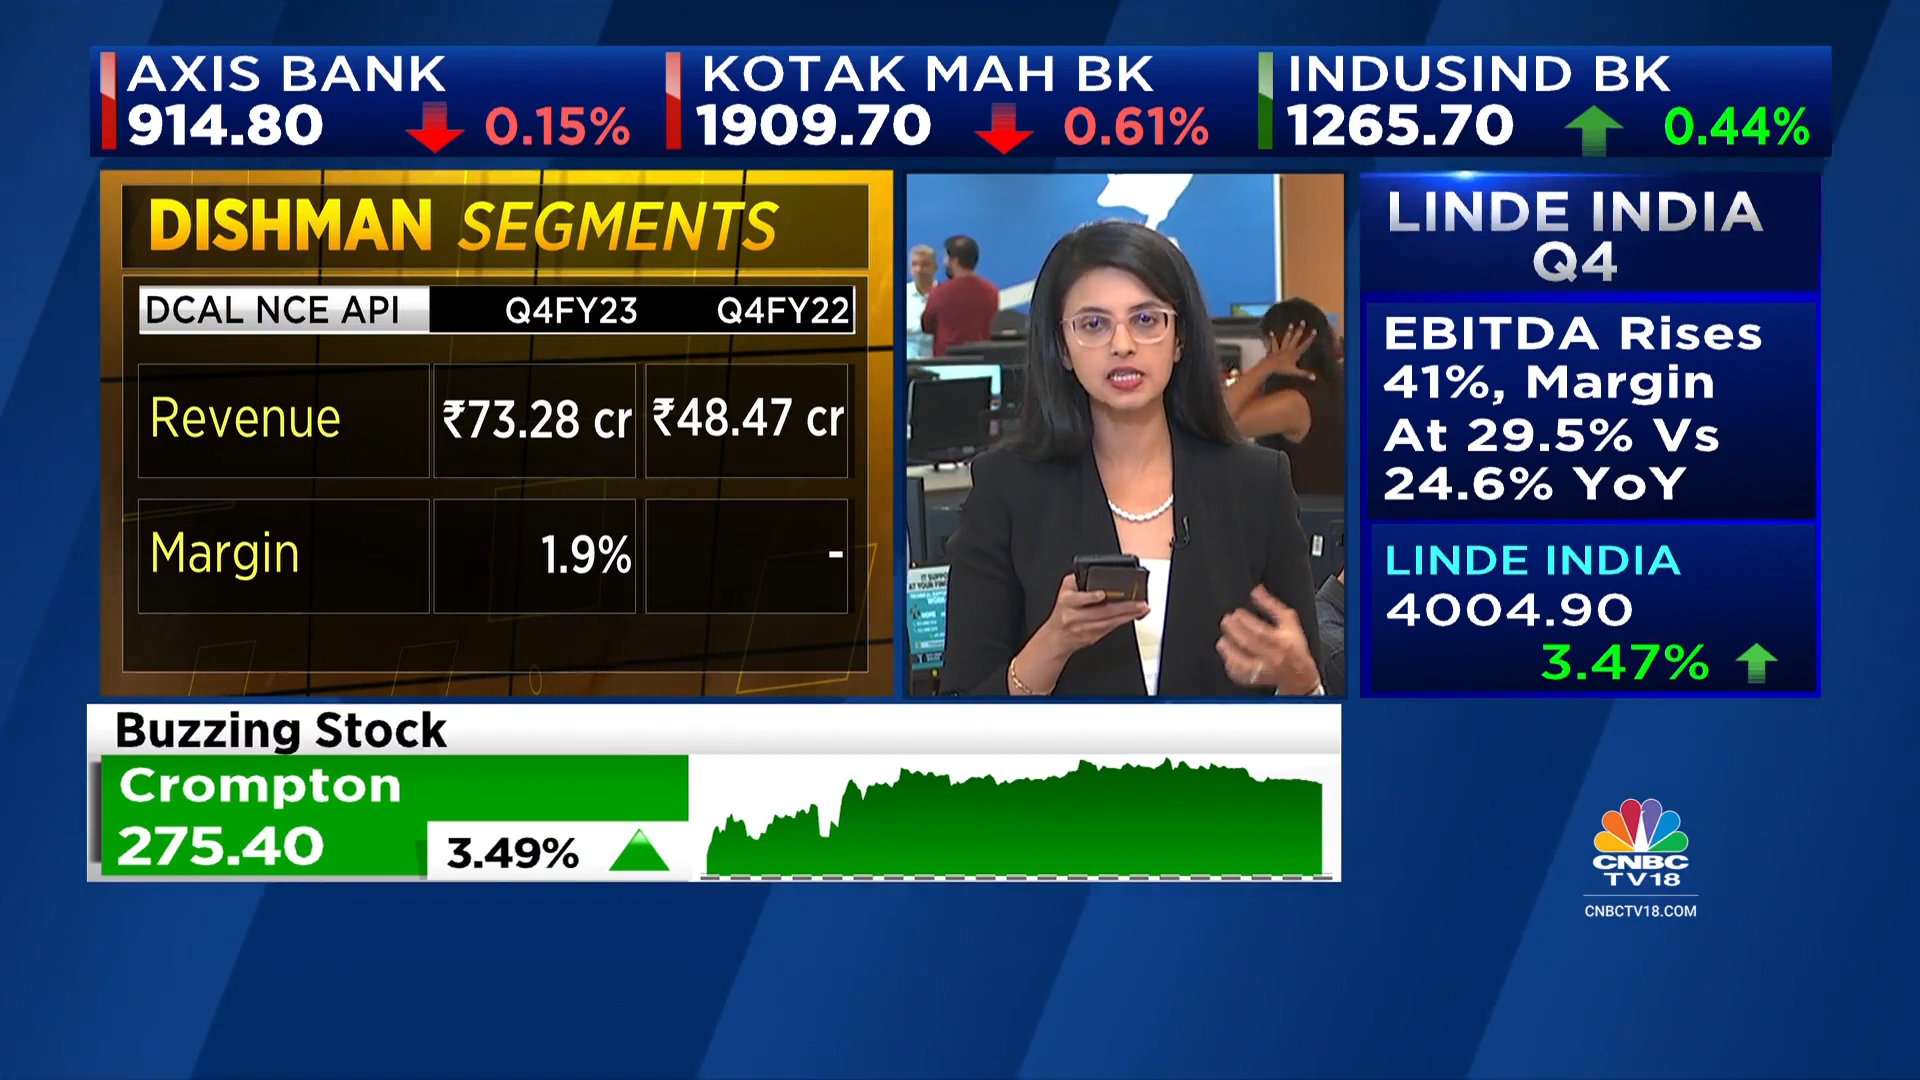 AXIS BANK
914.80 0.15%
KOTAK MAH BK
1909.70 0.61%
INDUSIND BK
1265.70 0.44%
DISHMAN SEGMENTS
DCAL NCE API Q4FY23 Q4FY22
Revenue ₹73.28 cr ₹48.47 cr
Margin 1.9% -
LINDE INDIA
Q4
EBITDA Rises
41%, Margin
At 29.5% Vs
24.6% YoY
LINDE INDIA
4004.90
3.47%
Buzzing Stock
Crompton
275.40
3.49%
CNBC
TV18
CNBCTV18.COM